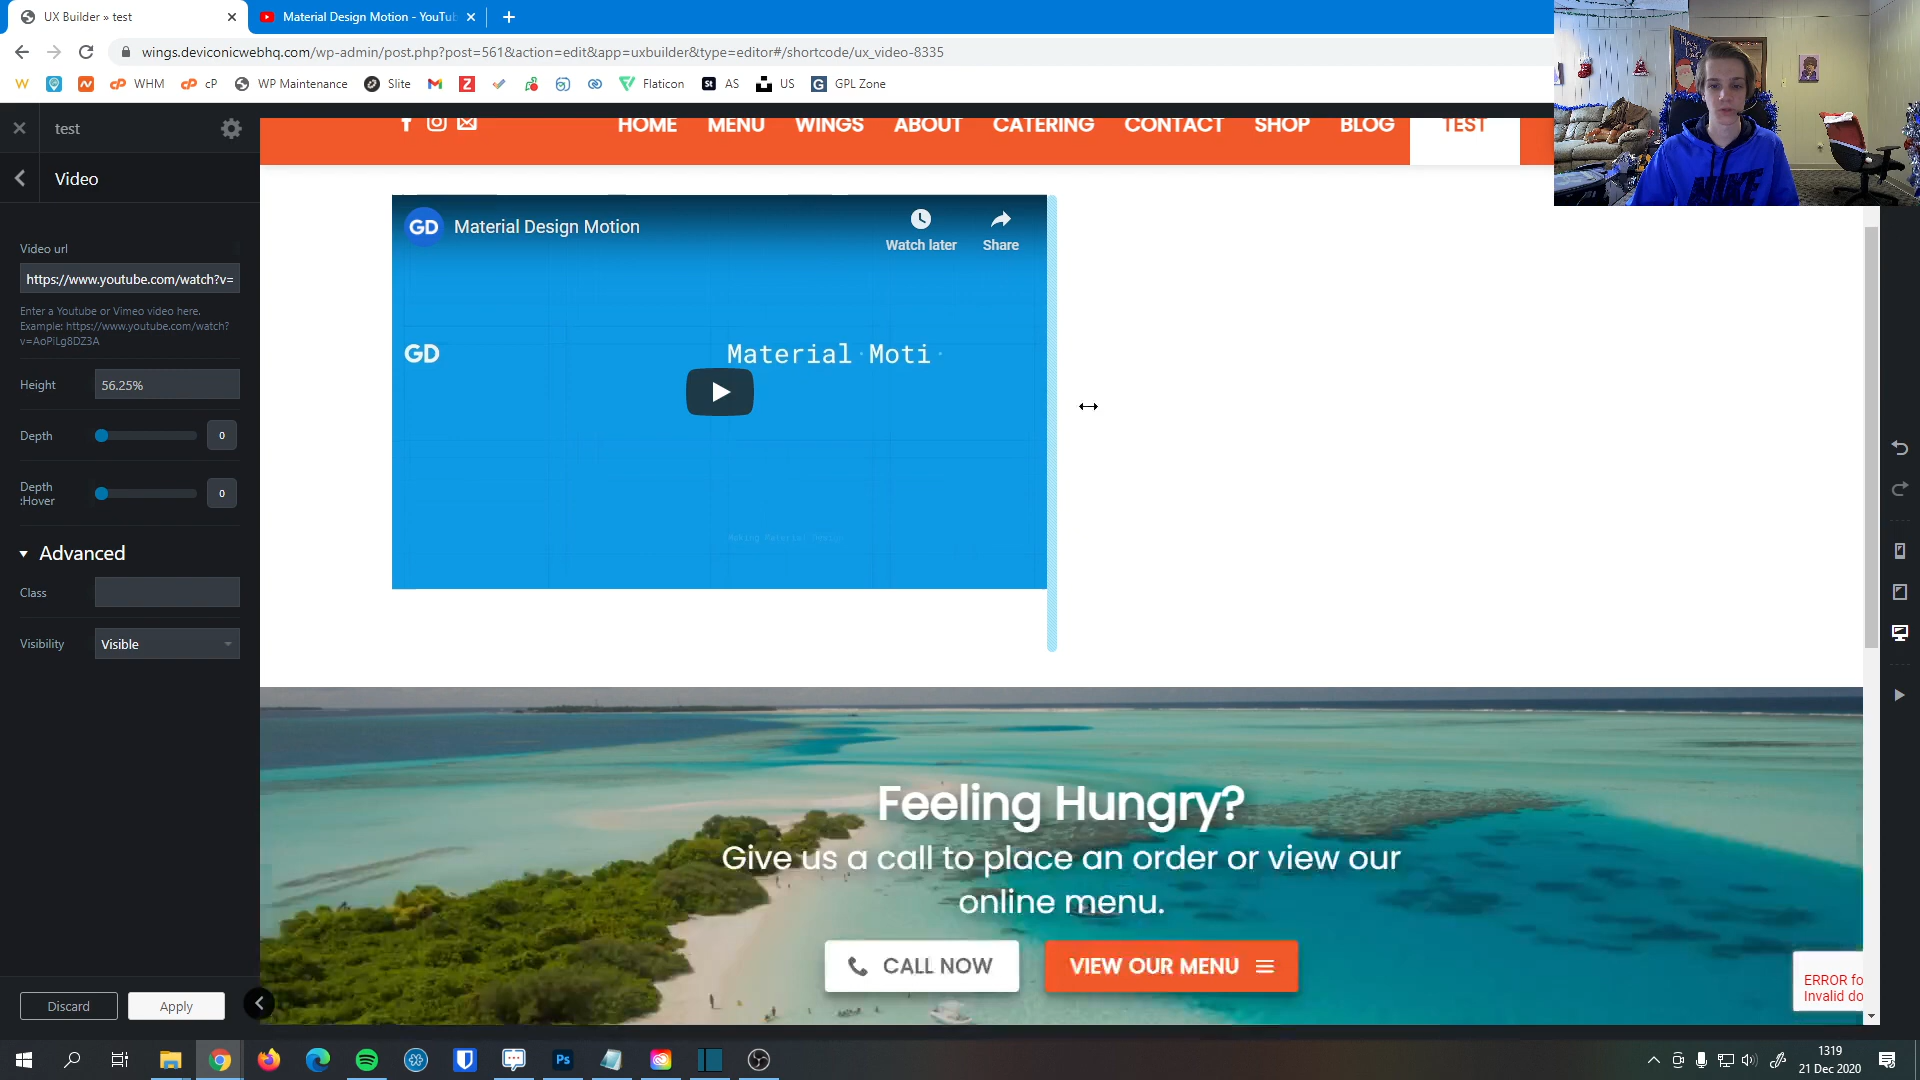 UX Builder » test
Material Design Motion - YouTub
wings.deviconicwebhq.com/wp-admin/post.php?post=561&action=edit&app=uxbuilder&type=editor#/shortcode/ux_video-8335
WHM
cP
WP Maintenance
Slite
Flaticon
AS
US
GPL Zone
test
HOME
MENU
WINGS
ABOUT
CATERING
CONTACT
SHOP
BLOG
TEST
NIKE
Video
GD
Material Design Motion
Watch later
Share
Video url
https://www.youtube.com/watch?v=
Enter a Youtube or Vimeo video here.
Example: https://www.youtube.com/watch?
v=AoPiLg8DZ3A
GD
Material Moti
Height
56.25%
Depth
0
Depth
:Hover
0
Making Material Design
Advanced
Class
Visibility
Visible
Feeling Hungry?
Give us a call to place an order or view our
online menu.
CALL NOW
VIEW OUR MENU
ERROR fo
Invalid do
Discard
Apply
1319
21 Dec 2020